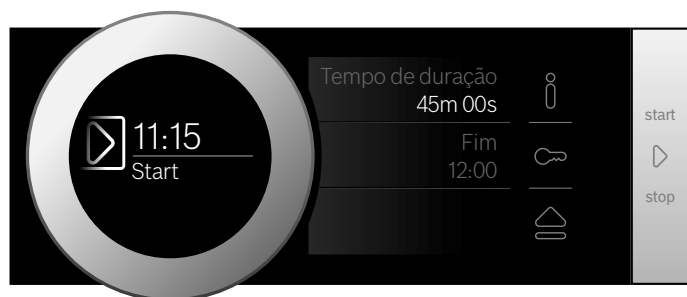 11:15
Start
Tempo de duração
45m 00s
Fim
12:00
start
stop